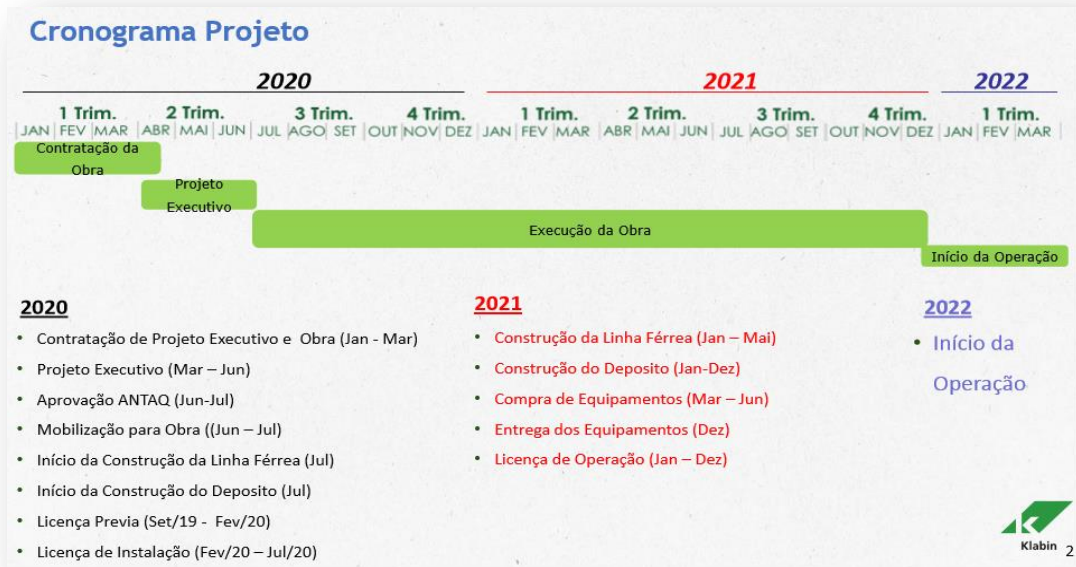 Cronograma Projeto
2020 2021 2022
1 Trim. 2 Trim. 3 Trim. 4 Trim. 1 Trim. 2 Trim. 3 Trim. 4 Trim. 1 Trim.
JAN FEV MAR ABR MAI JUN JUL AGO SET OUT NOV DEZ JAN FEV MAR ABR MAI JUN JUL AGO SET OUT NOV DEZ JAN FEV MAR
Contratação da
Obra
Projeto
Executivo
Execução da Obra
Início da Operação
2020
• Contratação de Projeto Executivo e Obra (Jan - Mar)
• Projeto Executivo (Mar – Jun)
• Aprovação ANTAQ (Jun-Jul)
• Mobilização para Obra ((Jun – Jul)
• Início da Construção da Linha Férrea (Jul)
• Início da Construção do Deposito (Jul)
• Licença Previa (Set/19 - Fev/20)
• Licença de Instalação (Fev/20 – Jul/20)
2021
• Construção da Linha Férrea (Jan – Mai)
• Construção do Deposito (Jan-Dez)
• Compra de Equipamentos (Mar – Jun)
• Entrega dos Equipamentos (Dez)
• Licença de Operação (Jan – Dez)
2022
• Início da
Operação
Klabin 2